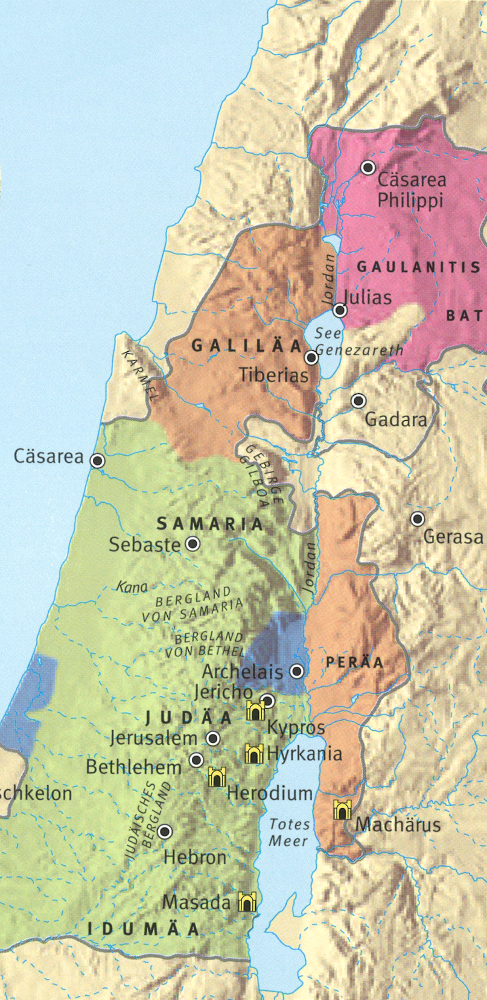 Cäsarea
Philippi
GAULANITIS
Jordan
Julias
BAT
See
Genezareth
GALILÄA
Tiberias
KARMEL
Gadara
Cäsarea
GEBIRGE
GILBOA
SAMARIA
Gerasa
Sebaste
Jordan
Kana
BERGLAND
VON SAMARIA
BERGLAND
VON BETHEL
PERÄA
Archelais
Jericho
JUDÄA
Kypros
Jerusalem
Hyrkania
Bethlehem
Herodium
schkelon
JUDÄISCHES
BERGLAND
Totes
Meer
Machärus
Hebron
Masada
IDUMÄA